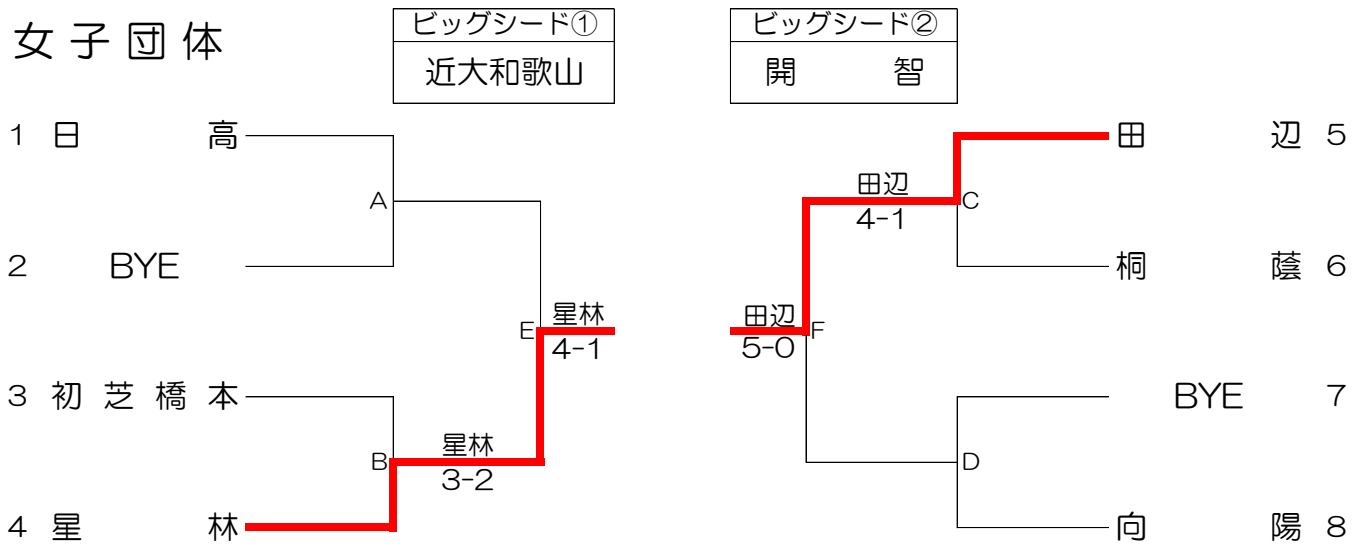 女子団体
ビッグシード①
近大和歌山
ビッグシード②
開 智
1 日 高
田 辺 5
A
田辺
4-1
C
2 BYE
桐 蔭 6
E
星林
4-1
田辺
5-0
F
3 初芝橋本
BYE 7
B
星林
3-2
D
4 星 林
向 陽 8